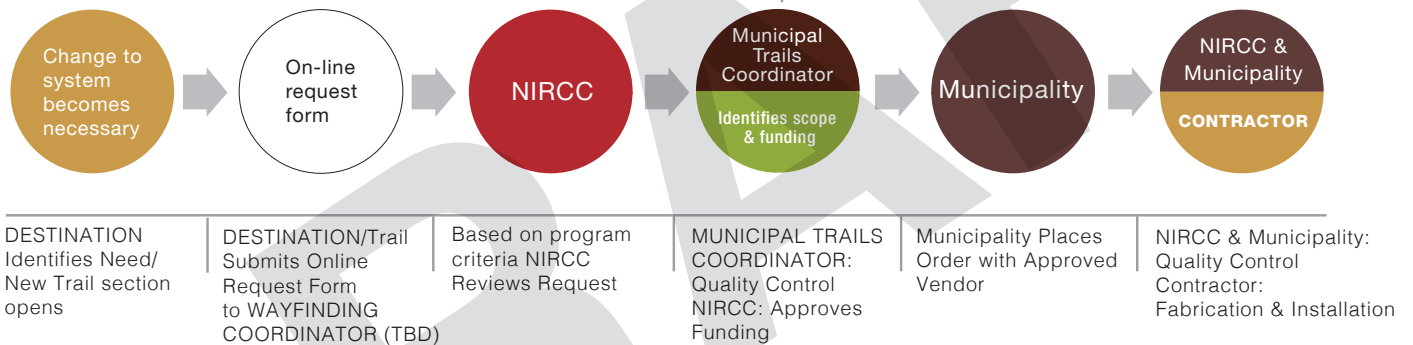 Change to
system
becomes
necessary
On-line
request
form
NIRCC
Municipal
Trails
Coordinator
Identifies scope
& funding
Municipality
NIRCC &
Municipality
CONTRACTOR
DESTINATION
Identifies Need/
New Trail section
opens
DESTINATION/Trail
Submits Online
Request Form
to WAYFINDING
COORDINATOR (TBD)
Based on program
criteria NIRCC
Reviews Request
MUNICIPAL TRAILS
COORDINATOR:
Quality Control
NIRCC: Approves
Funding
Municipality Places
Order with Approved
Vendor
NIRCC & Municipality:
Quality Control
Contractor:
Fabrication & Installation